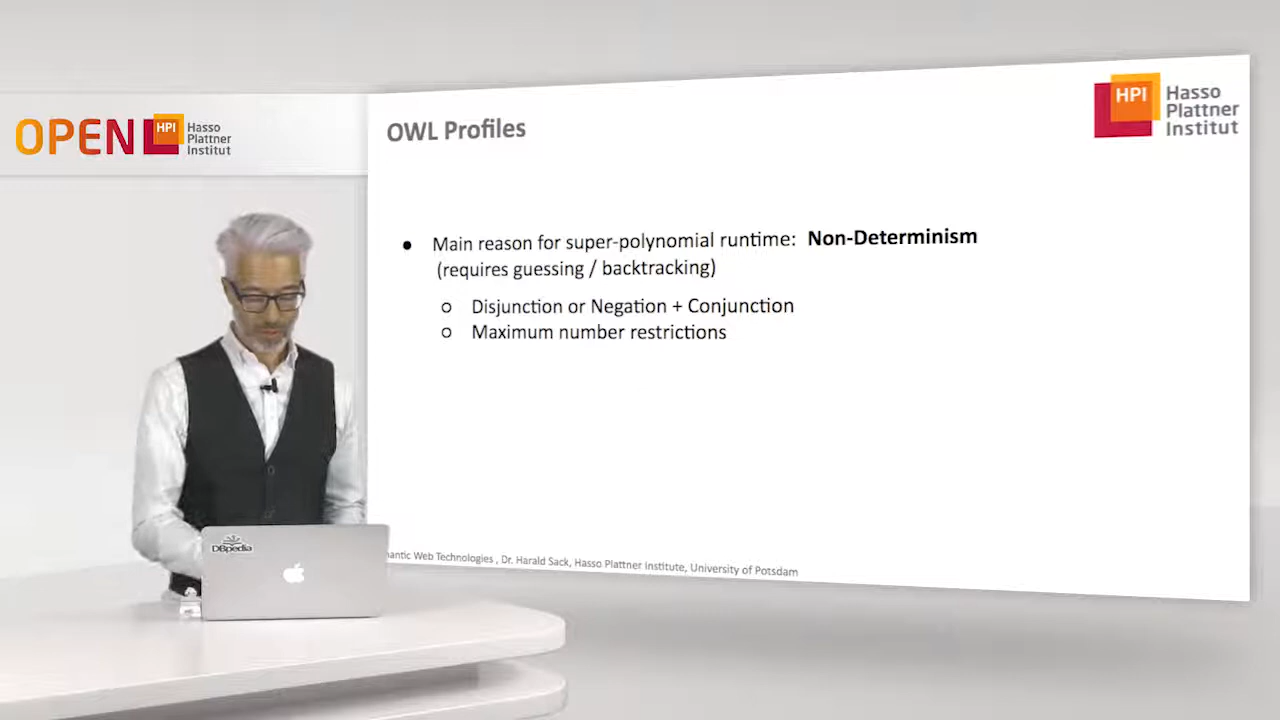 OPEN HPI Hasso Plattner Institut
OWL Profiles
HPI Hasso Plattner Institut
● Main reason for super-polynomial runtime: Non-Determinism
(requires guessing / backtracking)
o Disjunction or Negation + Conjunction
o Maximum number restrictions
DBpedia
Web Technologies , Dr. Harald Sack, Hasso Plattner Institute, University of Potsdam